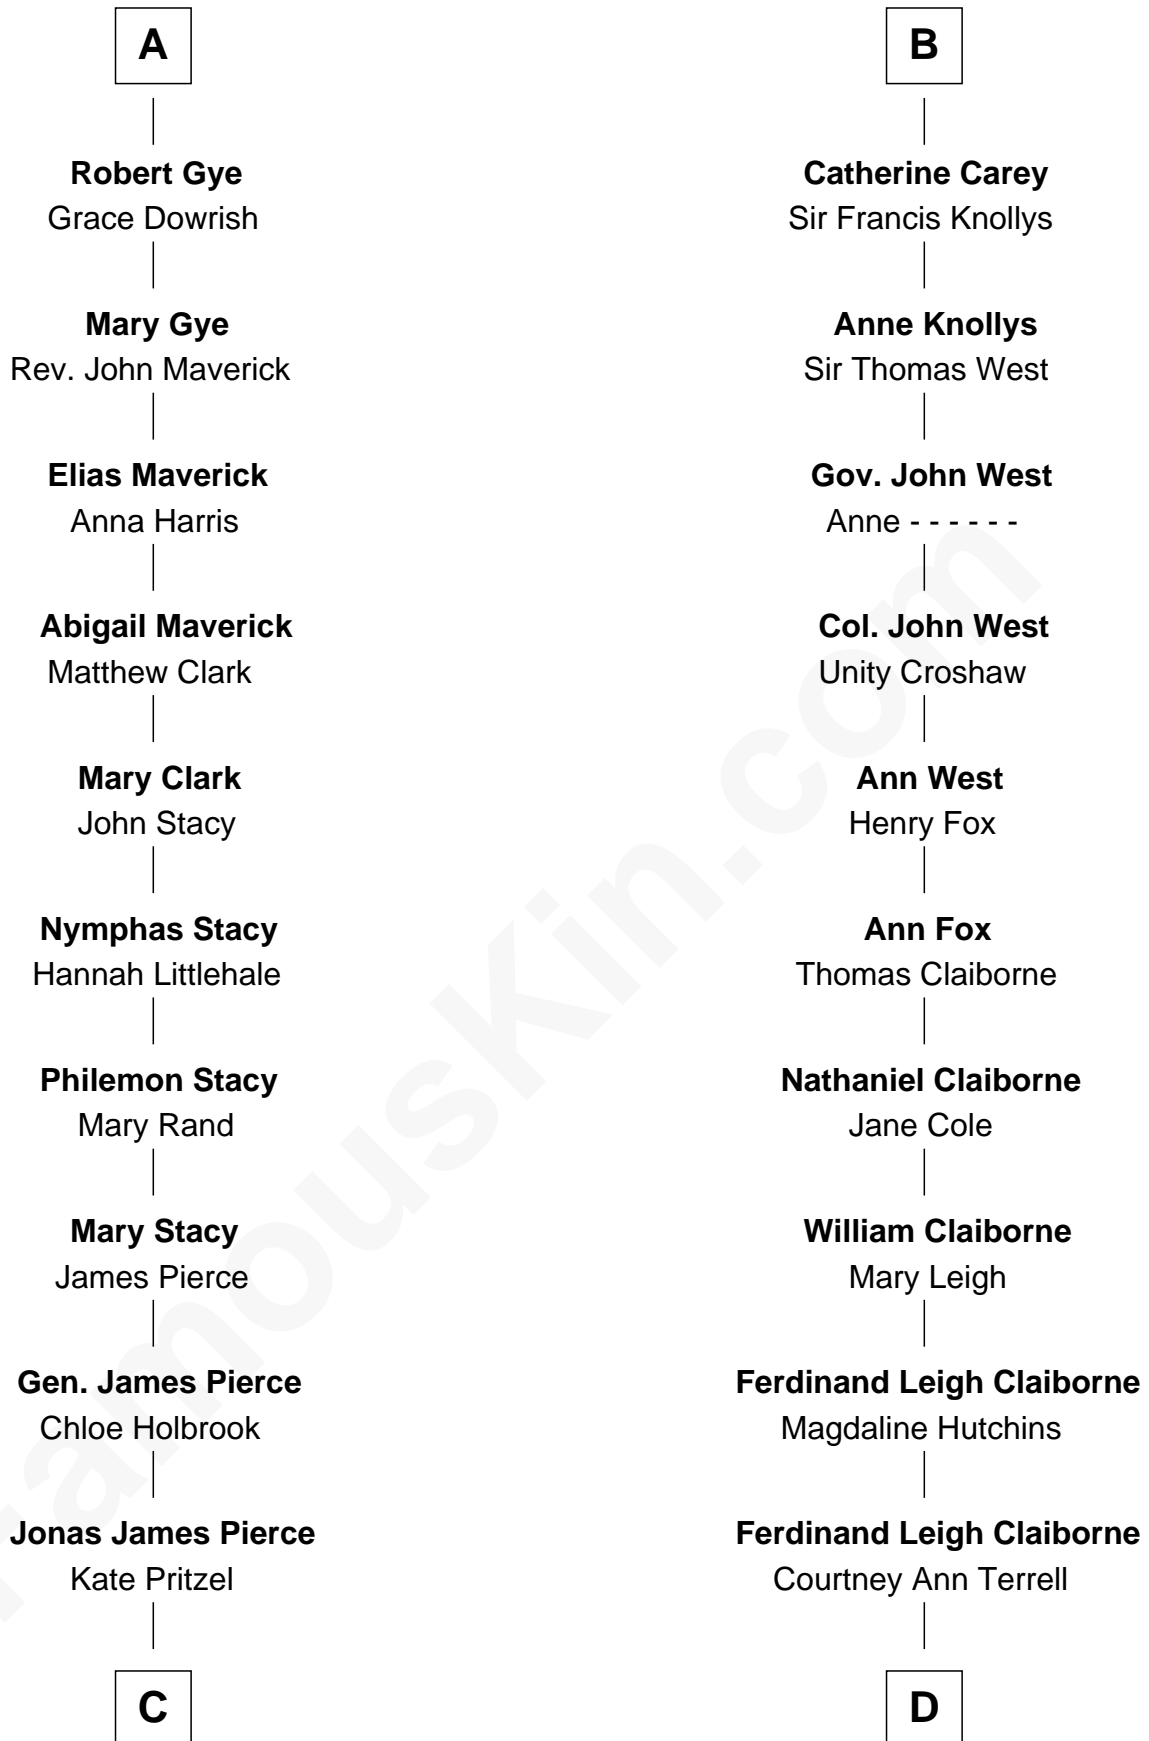 A
Robert Gye
Grace Dowrish
Mary Gye
Rev. John Maverick
Elias Maverick
Anna Harris
Abigail Maverick
Matthew Clark
Mary Clark
John Stacy
Nymphas Stacy
Hannah Littlehale
Philemon Stacy
Mary Rand
Mary Stacy
James Pierce
Gen. James Pierce
Chloe Holbrook
Jonas James Pierce
Kate Pritzel
C
B
Catherine Carey
Sir Francis Knollys
Anne Knollys
Sir Thomas West
Gov. John West
Anne - - - - - -
Col. John West
Unity Croshaw
Ann West
Henry Fox
Ann Fox
Thomas Claiborne
Nathaniel Claiborne
Jane Cole
William Claiborne
Mary Leigh
Ferdinand Leigh Claiborne
Magdaline Hutchins
Ferdinand Leigh Claiborne
Courtney Ann Terrell
D
FamousKin.com